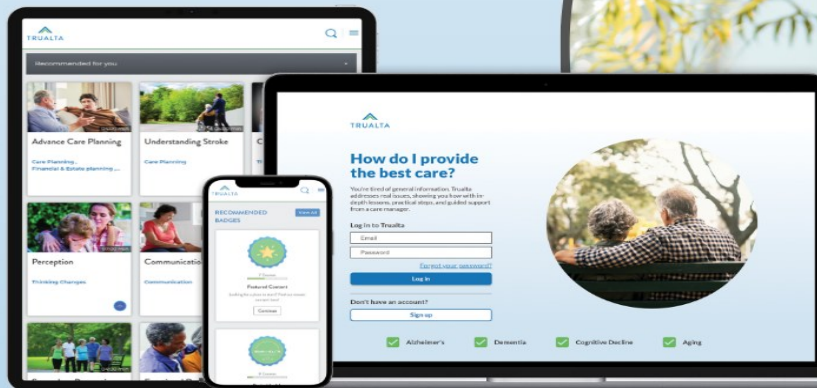 TRUALTA
Recommended for you
Advance Care Planning
Care Planning,
Financial & Estate planning ...
Understanding Stroke
Care Planning
Perception
Thinking Changes
Communication
Communication
TRUALTA
RECOMMENDED
BADGES
View All
Featured Content
Continue
TRUALTA
How do I provide
the best care?
You're tired of general information. Trualta
addresses real issues, showing you how with in-
depth lessons, practical steps, and guided support
from a care manager.
Log in to Trualta
Email
Password
Forgot your password?
Log in
Don't have an account?
Sign up
Alzheimer's
Dementia
Cognitive Decline
Aging